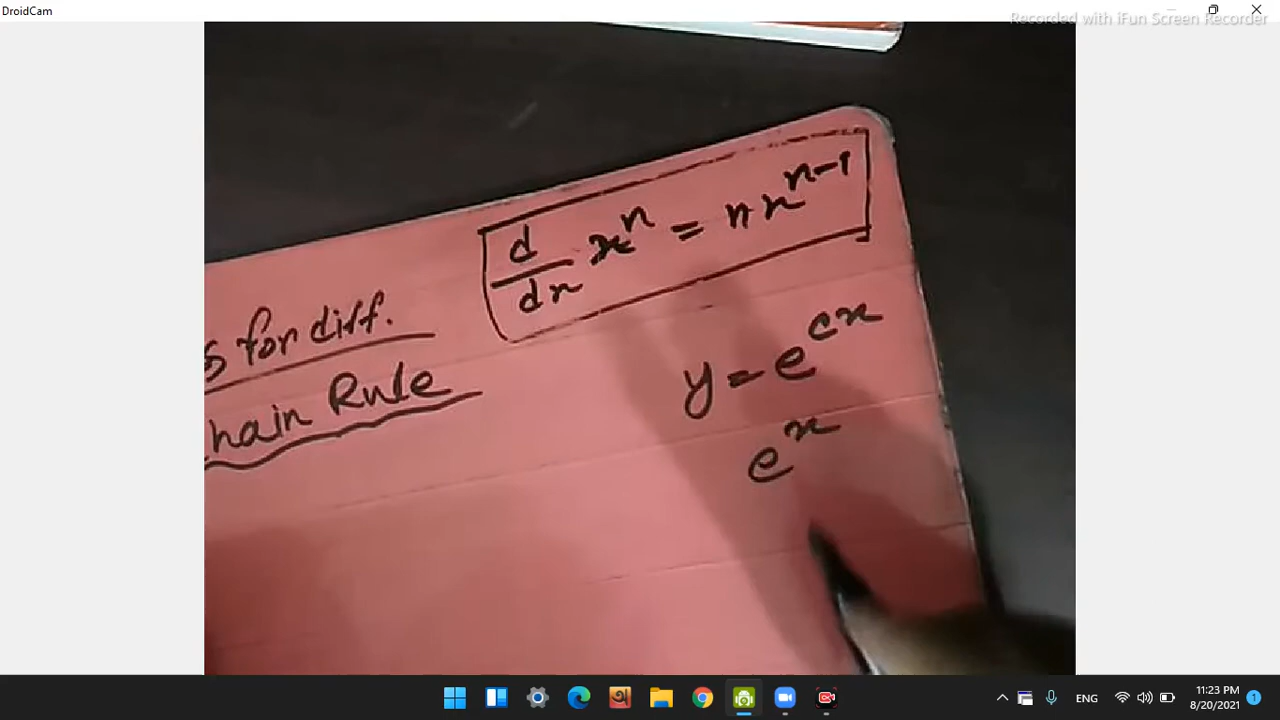 DroidCam
Recorded with iFun Screen Recorder
d/dx x^n = n x^{n-1}
for diff.
hain Rule
y = e^{cx}
e^x
ENG
11:23 PM
8/20/2021
1